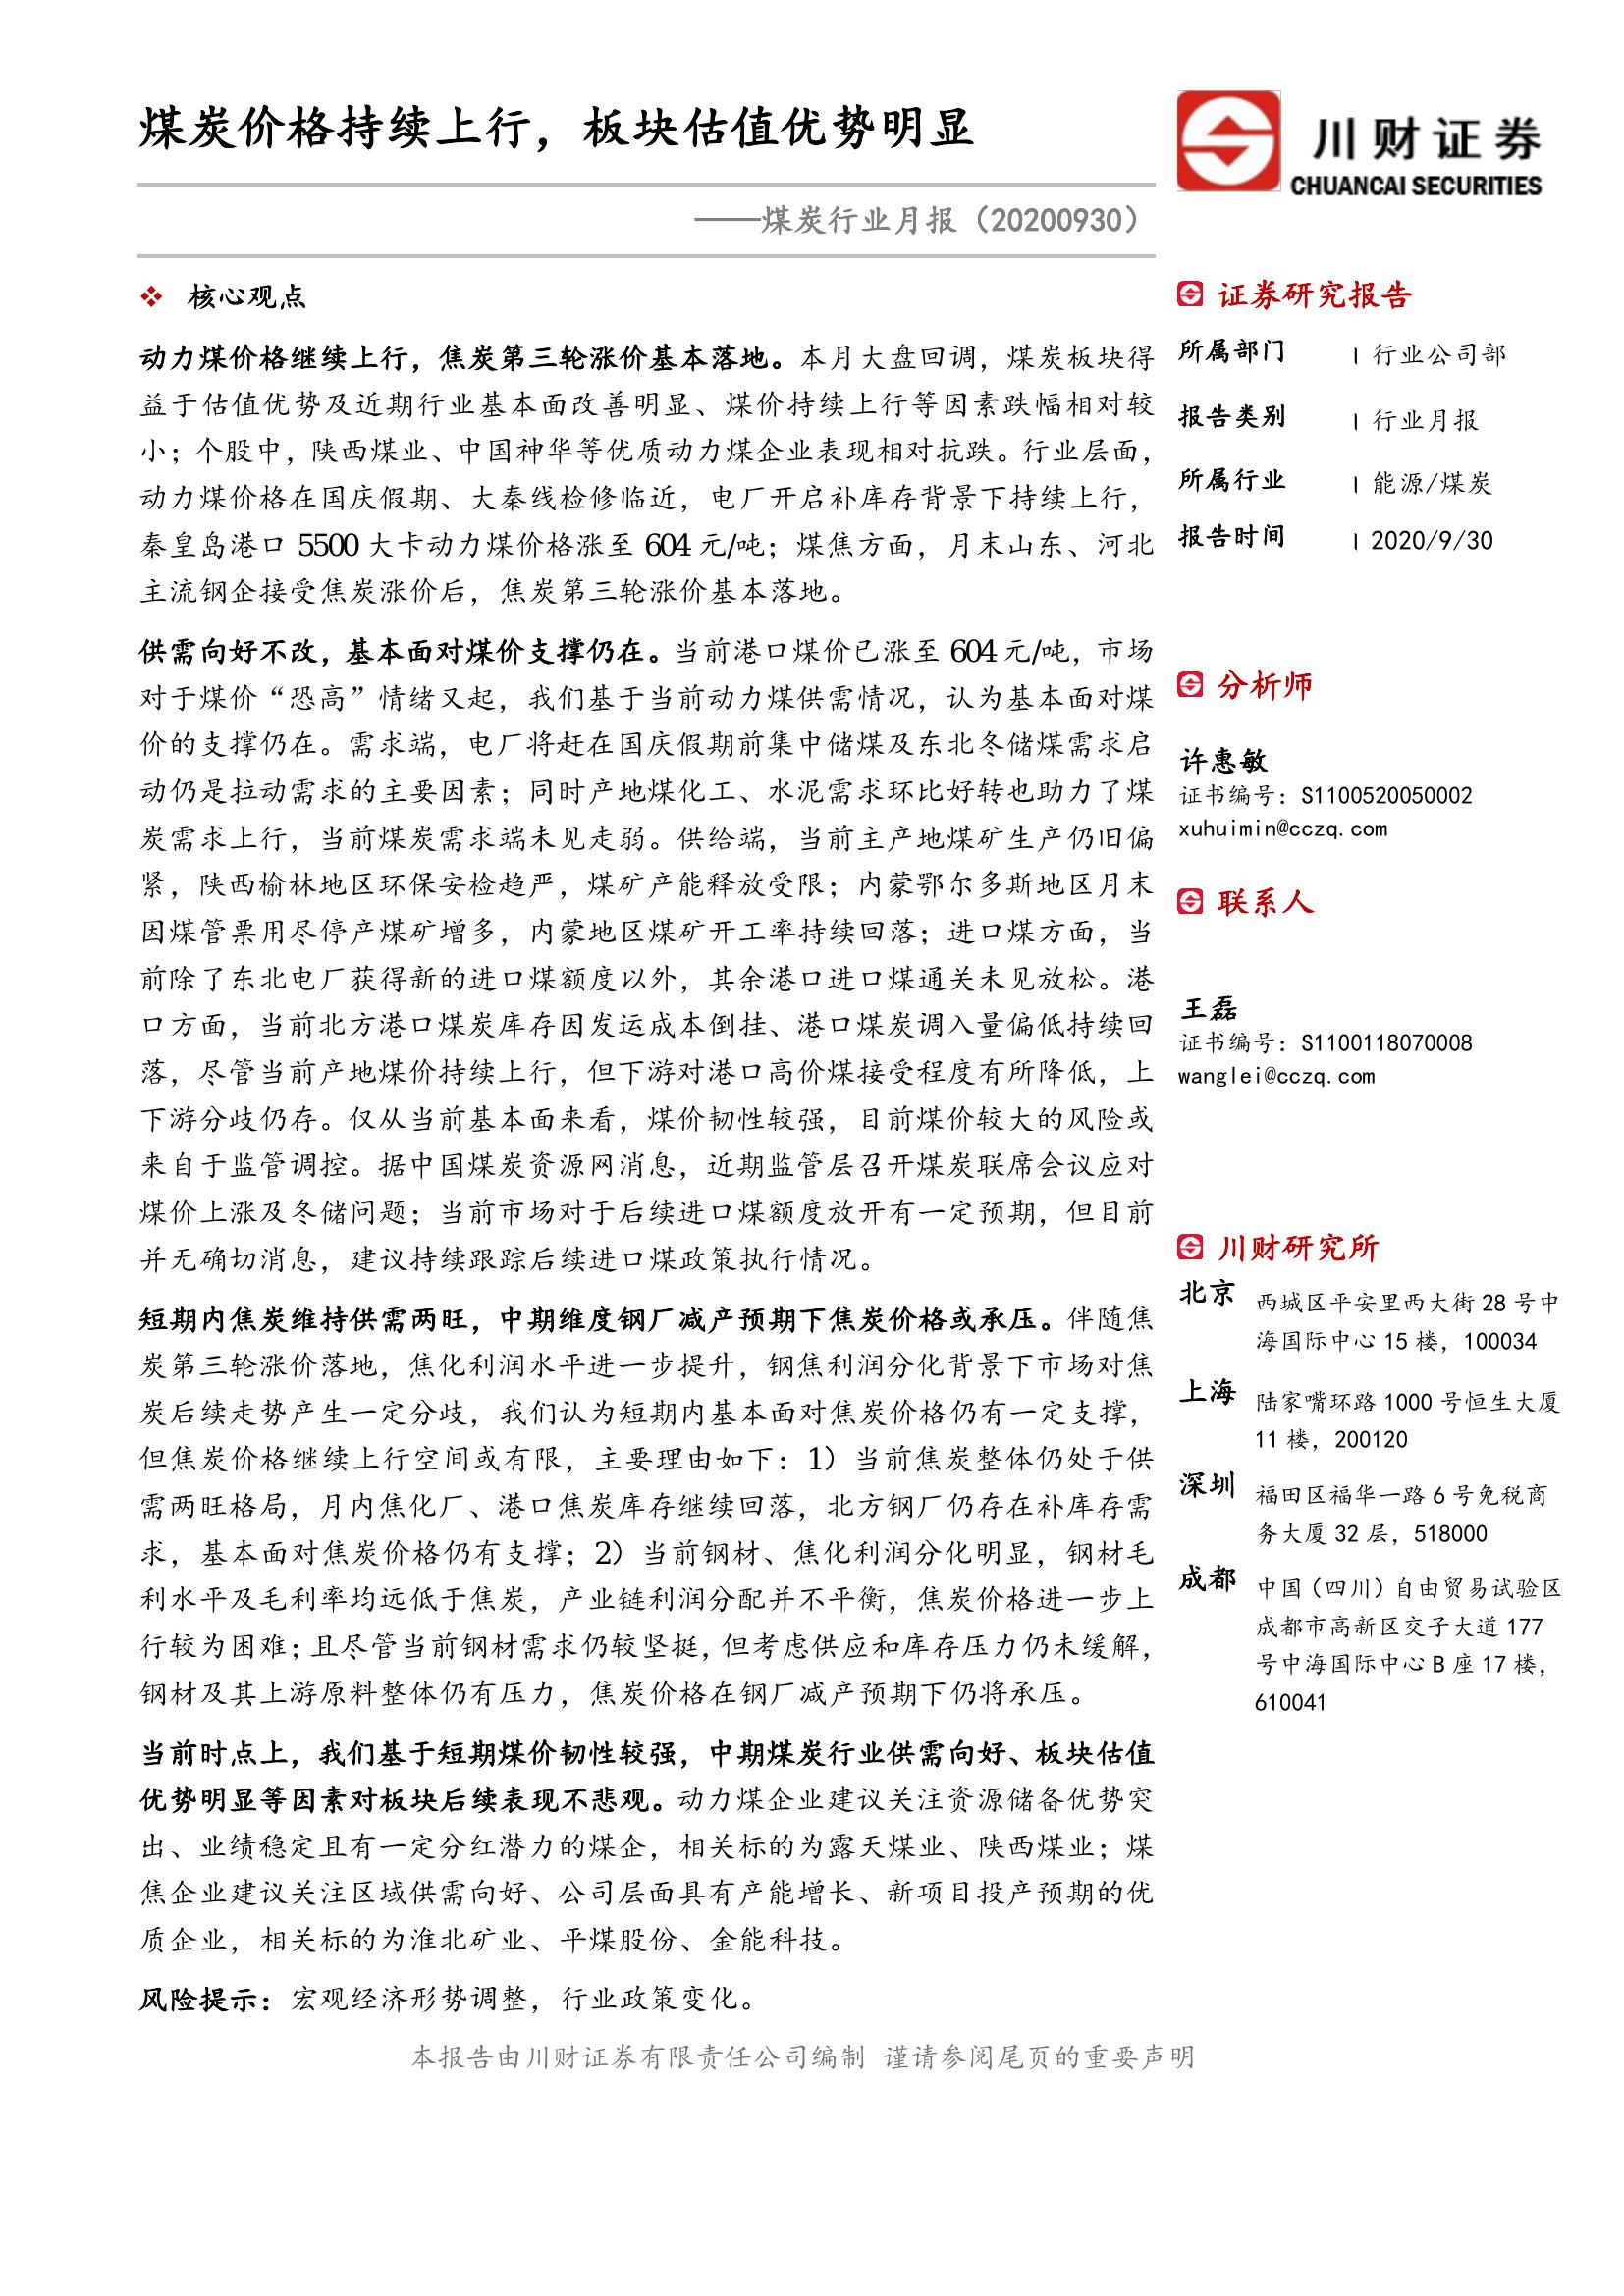 煤炭价格持续上行，板块估值优势明显
川财证券
CHUANCAI SECURITIES
——煤炭行业月报（20200930）
核心观点
动力煤价格继续上行，焦炭第三轮涨价基本落地。本月大盘回调，煤炭板块得
益于估值优势及近期行业基本面改善明显、煤价持续上行等因素跌幅相对较
小；个股中，陕西煤业、中国神华等优质动力煤企业表现相对抗跌。行业层面，
动力煤价格在国庆假期、大秦线检修临近，电厂开启补库存背景下持续上行，
秦皇岛港口 5500 大卡动力煤价格涨至 604 元/吨；煤焦方面，月末山东、河北
主流钢企接受焦炭涨价后，焦炭第三轮涨价基本落地。
供需向好不改，基本面对煤价支撑仍在。当前港口煤价已涨至 604 元/吨，市场
对于煤价“恐高”情绪又起，我们基于当前动力煤供需情况，认为基本面对煤
价的支撑仍在。需求端，电厂将赶在国庆假期前集中储煤及东北冬储煤需求启
动仍是拉动需求的主要因素；同时产地煤化工、水泥需求环比好转也助力了煤
炭需求上行，当前煤炭需求端未见走弱。供给端，当前主产地煤矿生产仍旧偏
紧，陕西榆林地区环保安检趋严，煤矿产能释放受限；内蒙鄂尔多斯地区月末
因煤管票用尽停产煤矿增多，内蒙地区煤矿开工率持续回落；进口煤方面，当
前除了东北电厂获得新的进口煤额度以外，其余港口进口煤通关未见放松。港
口方面，当前北方港口煤炭库存因发运成本倒挂、港口煤炭调入量偏低持续回
落，尽管当前产地煤价持续上行，但下游对港口高价煤接受程度有所降低，上
下游分歧仍存。仅从当前基本面来看，煤价韧性较强，目前煤价较大的风险或
来自于监管调控。据中国煤炭资源网消息，近期监管层召开煤炭联席会议应对
煤价上涨及冬储问题；当前市场对于后续进口煤额度放开有一定预期，但目前
并无确切消息，建议持续跟踪后续进口煤政策执行情况。
短期内焦炭维持供需两旺，中期维度钢厂减产预期下焦炭价格或承压。伴随焦
炭第三轮涨价落地，焦化利润水平进一步提升，钢焦利润分化背景下市场对焦
炭后续走势产生一定分歧，我们认为短期内基本面对焦炭价格仍有一定支撑，
但焦炭价格继续上行空间或有限，主要理由如下：1）当前焦炭整体仍处于供
需两旺格局，月内焦化厂、港口焦炭库存继续回落，北方钢厂仍存在补库存需
求，基本面对焦炭价格仍有支撑；2）当前钢材、焦化利润分化明显，钢材毛
利水平及毛利率均远低于焦炭，产业链利润分配并不平衡，焦炭价格进一步上
行较为困难；且尽管当前钢材需求仍较坚挺，但考虑供应和库存压力仍未缓解，
钢材及其上游原料整体仍有压力，焦炭价格在钢厂减产预期下仍将承压。
当前时点上，我们基于短期煤价韧性较强，中期煤炭行业供需向好、板块估值
优势明显等因素对板块后续表现不悲观。动力煤企业建议关注资源储备优势突
出、业绩稳定且有一定分红潜力的煤企，相关标的为露天煤业、陕西煤业；煤
焦企业建议关注区域供需向好、公司层面具有产能增长、新项目投产预期的优
质企业，相关标的为淮北矿业、平煤股份、金能科技。
风险提示：宏观经济形势调整，行业政策变化。
证券研究报告
所属部门 | 行业公司部
报告类别 | 行业月报
所属行业 | 能源/煤炭
报告时间 | 2020/9/30
分析师
许惠敏
证书编号：S1100520050002
xuhuimin@cczq.com
联系人
王磊
证书编号：S1100118070008
wanglei@cczq.com
川财研究所
北京 西城区平安里西大街 28 号中
海国际中心 15 楼，100034
上海 陆家嘴环路 1000 号恒生大厦
11 楼，200120
深圳 福田区福华一路 6 号免税商
务大厦 32 层，518000
成都 中国（四川）自由贸易试验区
成都市高新区交子大道 177
号中海国际中心 B 座 17 楼，
610041
本报告由川财证券有限责任公司编制 谨请参阅尾页的重要声明